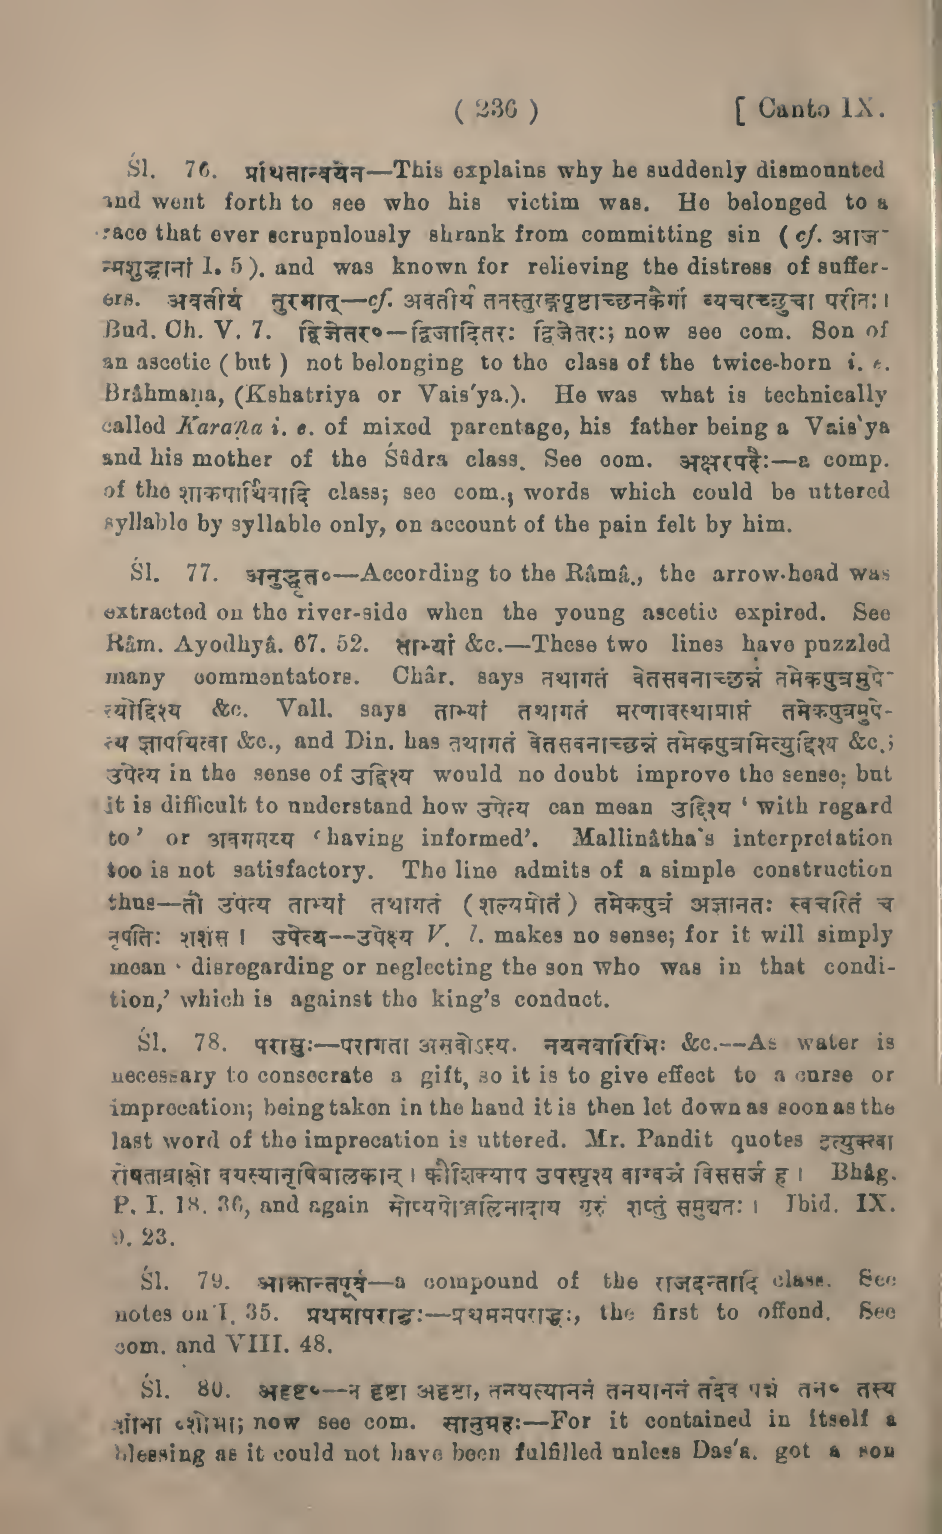 ( 236 ) [ Canto IX.
Śl. 76. प्रथितान्वयेन—This explains why he suddenly dismounted
and went forth to see who his victim was. He belonged to a
race that ever scrupulously shrank from committing sin ( cf. आज-
न्मशुद्धानां I. 5 ), and was known for relieving the distress of suffer-
ers. अवतीर्य तुरगात्—cf. अवतीर्य ततस्तुरङ्गपृष्टाच्छनकैर्गां व्यचरच्छुचा परीतः ।
Bud. Ch. V. 7. द्विजेतर०—द्विजादितरः द्विजेतरः; now see com. Son of
an ascetic ( but ) not belonging to the class of the twice-born i. e.
Brâhmaṇa, (Kshatriya or Vais'ya.). He was what is technically
called Karaṇa i. e. of mixed parentage, his father being a Vais'ya
and his mother of the Śûdra class. See com. अक्षरपदैः—a comp.
of the शाकपार्थिवादि class; see com.; words which could be uttered
syllable by syllable only, on account of the pain felt by him.
Śl. 77. अनुद्धृत०—According to the Râmâ., the arrow-head was
extracted on the river-side when the young ascetic expired. See
Râm. Ayodhyâ. 67. 52. ताभ्यां &c.—These two lines have puzzled
many commentators. Châr. says तथागतं वेतसवनाच्छन्नं तमेकपुत्रमुपे-
त्योद्दिश्य &c. Vall. says ताभ्यां तथागतं मरणावस्थाप्राप्तं तमेकपुत्रमुपे-
त्य ज्ञापयित्वा &c., and Din. has तथागतं वेतसवनाच्छन्नं तमेकपुत्रमित्युद्दिश्य &c.;
उपेत्य in the sense of उद्दिश्य would no doubt improve the sense; but
it is difficult to understand how उपेत्य can mean उद्दिश्य ‘ with regard
to ’ or अवगमय्य ‘ having informed’. Mallinâtha's interpretation
too is not satisfactory. The line admits of a simple construction
thus—तौ उपेत्य ताभ्यां तथागतं ( शल्यप्रोतं ) तमेकपुत्रं अज्ञानतः स्वचरितं च
नृपतिः शशंस । उपेत्य--उपेक्ष्य V. l. makes no sense; for it will simply
mean ‘ disregarding or neglecting the son who was in that condi-
tion,’ which is against the king's conduct.
Śl. 78. परासुः—परागता असवोऽस्य. नयनवारिभिः &c.--As water is
necessary to consecrate a gift, so it is to give effect to a curse or
imprecation; being taken in the hand it is then let down as soon as the
last word of the imprecation is uttered. Mr. Pandit quotes इत्युक्त्वा
रोषताम्राक्षो वयस्यानृषिबालकान् । कौशिक्याप उपस्पृश्य वाग्वज्रं विससर्ज ह । Bhâg.
P. I. 18. 36, and again सोप्यपोञ्जलिनादाय गुरुं शप्तुं समुद्यतः । Ibid. IX.
9. 23.
Śl. 79. आक्रान्तपूर्वं—a compound of the राजदन्तादि class. See
notes on I. 35. प्रथमापराद्धः—प्रथममपराद्धः, the first to offend. See
com. and VIII. 48.
Śl. 80. अदृष्ट०--न दृष्टा अदृष्टा, तनयस्याननं तनयाननं तदेव पद्मं तन० तस्य
शोभा ०शोभा; now see com. सानुग्रहः—For it contained in itself a
blessing as it could not have been fulfilled unless Das'a. got a son